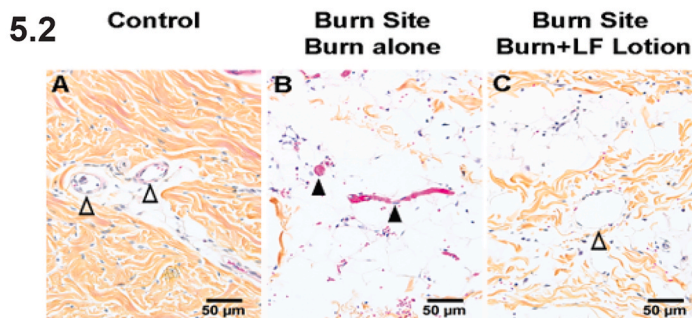 5.2
Control
Burn Site
Burn alone
Burn Site
Burn+LF Lotion
A
B
C
50 µm
50 µm
50 µm